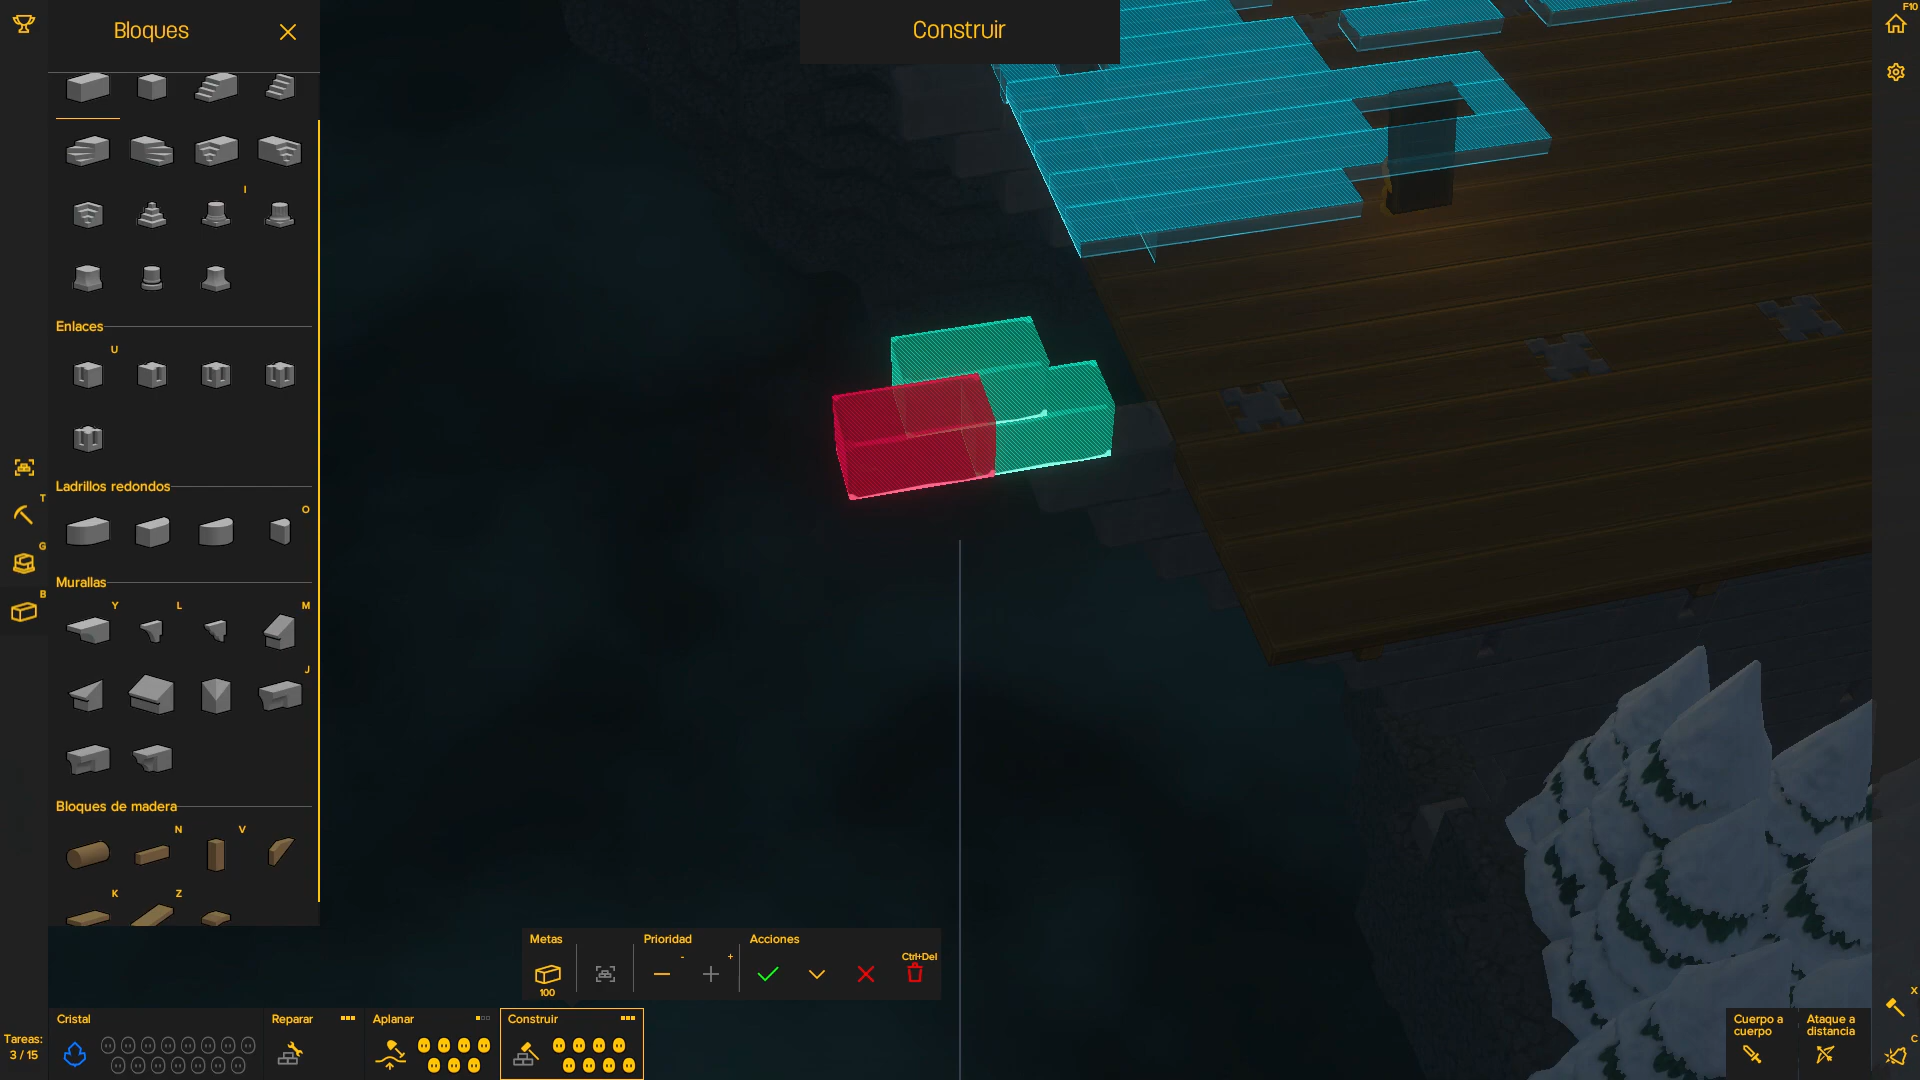 Bloques
Construir
F10
I
Enlaces
U
Ladrillos redondos
O
T
G
B
Murallas
Y
L
M
J
Bloques de madera
N
V
K
Z
Metas
Prioridad
Acciones
-
+
Ctrl+Del
100
X
C
Tareas:
3 / 15
Cristal
Reparar
Aplanar
Construir
Cuerpo a
cuerpo
Ataque a
distancia